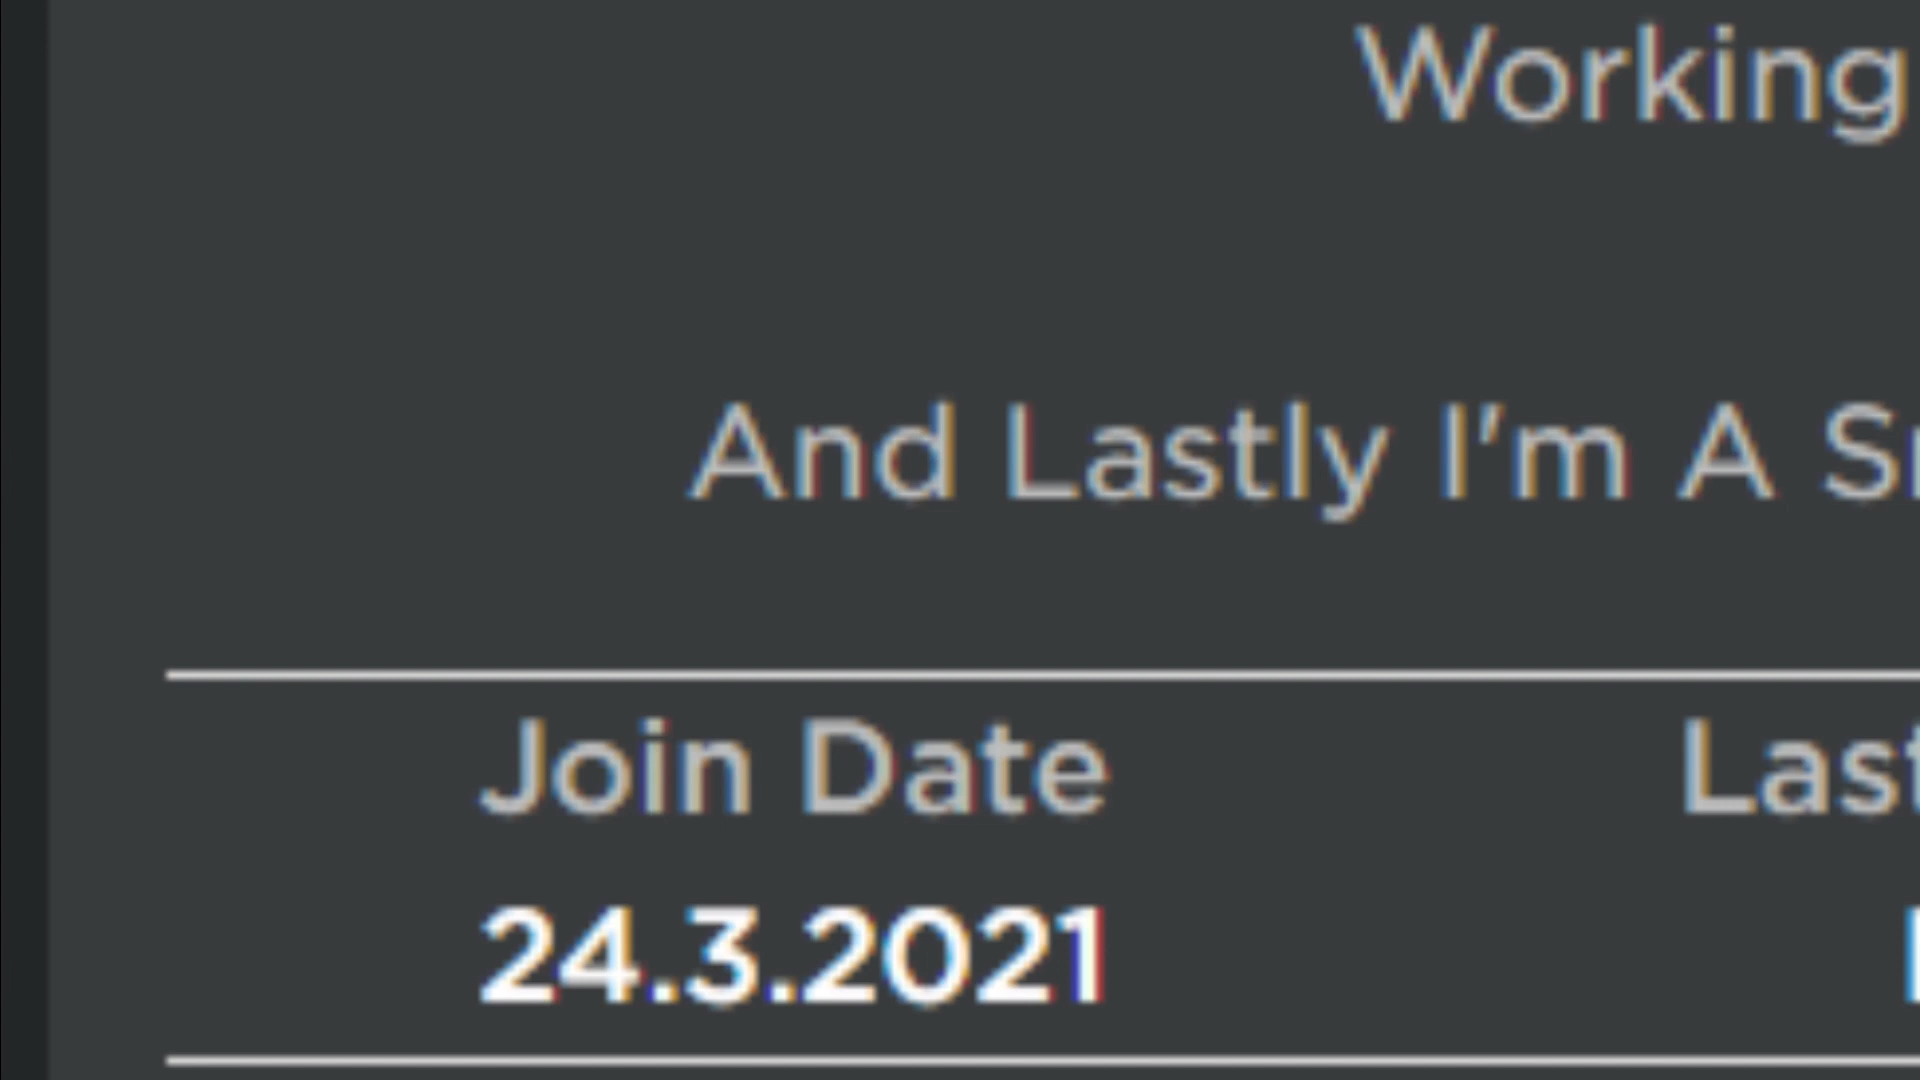 Working
And Lastly I'm A
Join Date
Last
24.3.2021